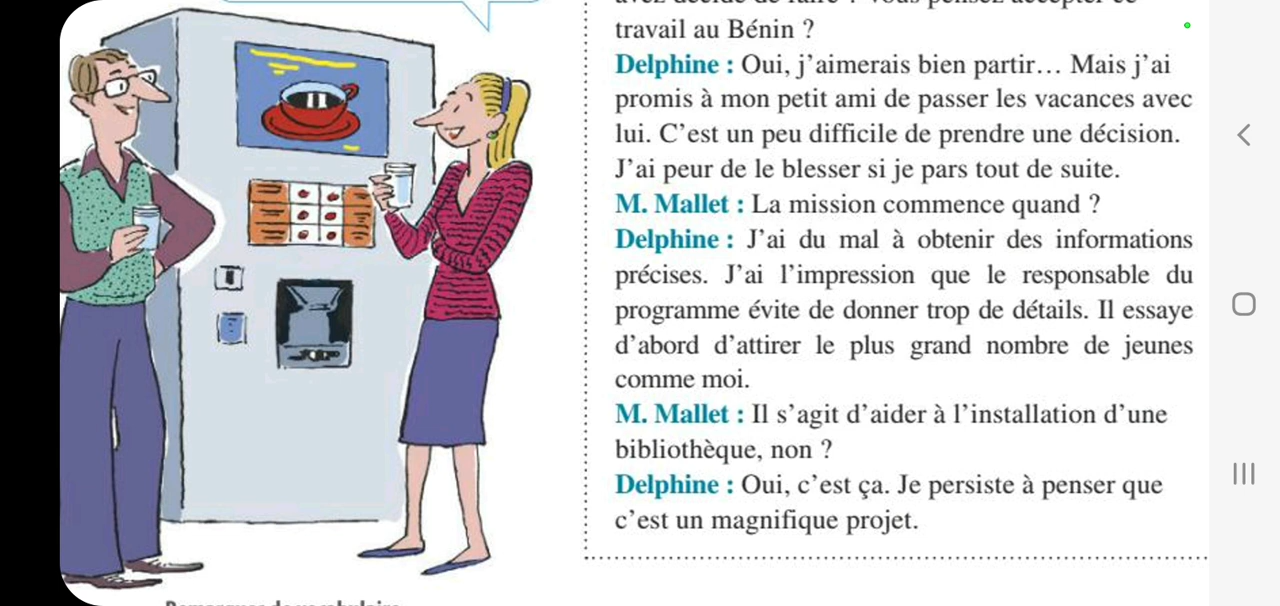 travail au Bénin ?
Delphine : Oui, j’aimerais bien partir… Mais j’ai
promis à mon petit ami de passer les vacances avec
lui. C’est un peu difficile de prendre une décision.
J’ai peur de le blesser si je pars tout de suite.
M. Mallet : La mission commence quand ?
Delphine : J’ai du mal à obtenir des informations
précises. J’ai l’impression que le responsable du
programme évite de donner trop de détails. Il essaye
d’abord d’attirer le plus grand nombre de jeunes
comme moi.
M. Mallet : Il s’agit d’aider à l’installation d’une
bibliothèque, non ?
Delphine : Oui, c’est ça. Je persiste à penser que
c’est un magnifique projet.